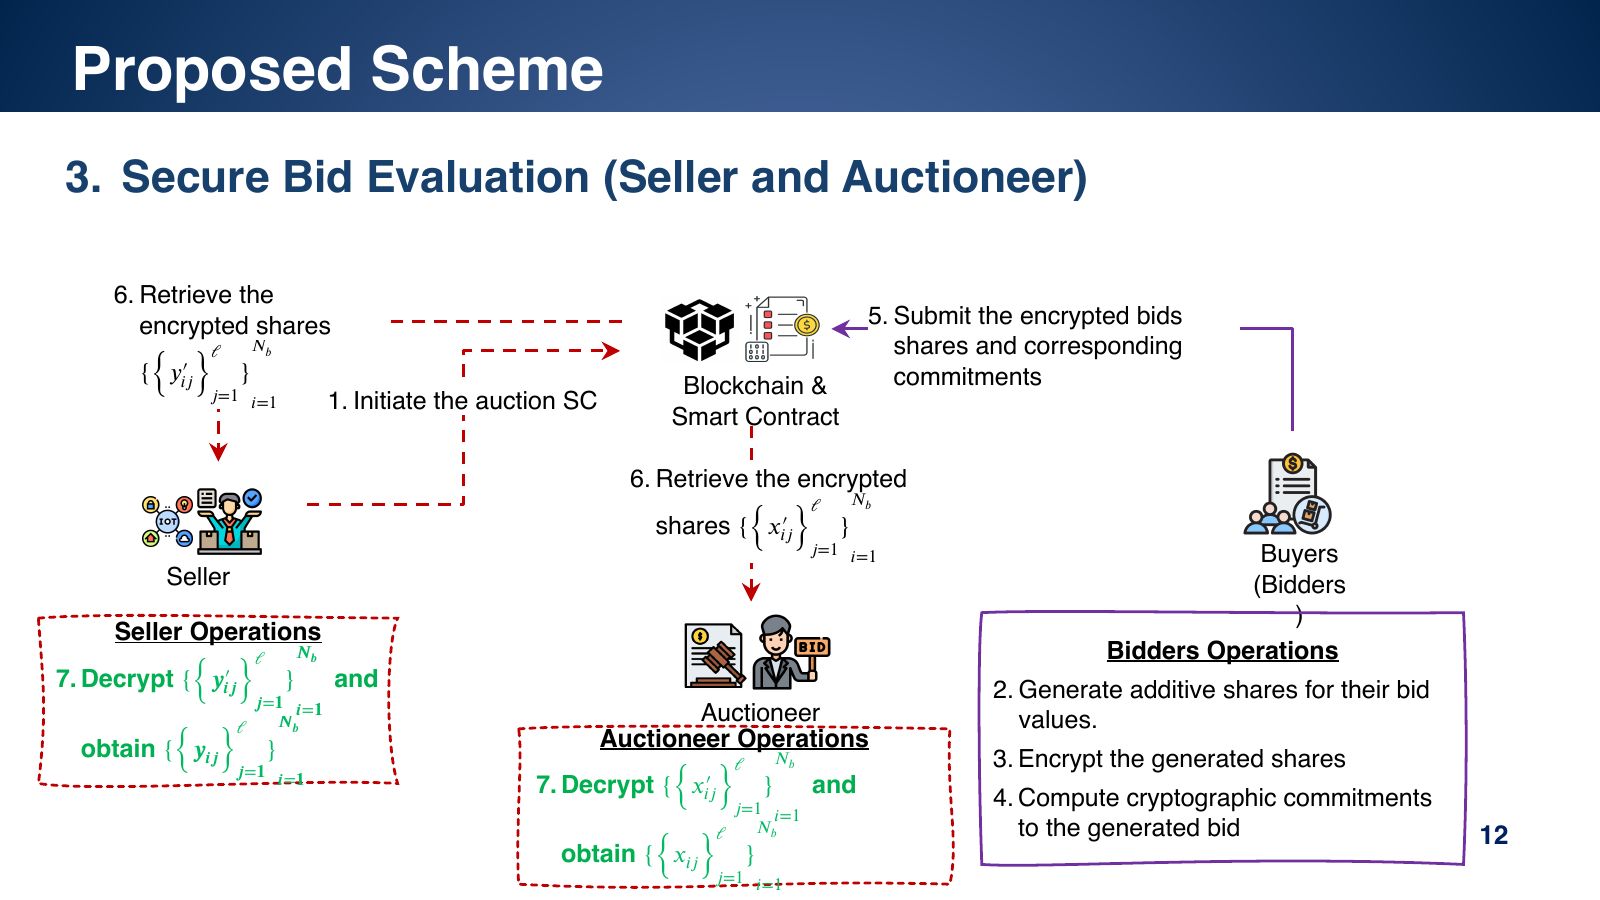 Proposed Scheme
3. Secure Bid Evaluation (Seller and Auctioneer)
6. Retrieve the
encrypted shares
{{y′ij}ℓj=1}Nbi=1
1. Initiate the auction SC
Blockchain &
Smart Contract
5. Submit the encrypted bids
shares and corresponding
commitments
6. Retrieve the encrypted
shares {{x′ij}ℓj=1}Nbi=1
IOT
Seller
BID
Auctioneer
Buyers
(Bidders
)
Seller Operations
7. Decrypt {{y′ij}ℓj=1}Nbi=1 and
obtain {{yij}ℓj=1}Nbi=1
Auctioneer Operations
7. Decrypt {{x′ij}ℓj=1}Nbi=1 and
obtain {{xij}ℓj=1}Nbi=1
Bidders Operations
2. Generate additive shares for their bid
values.
3. Encrypt the generated shares
4. Compute cryptographic commitments
to the generated bid
12